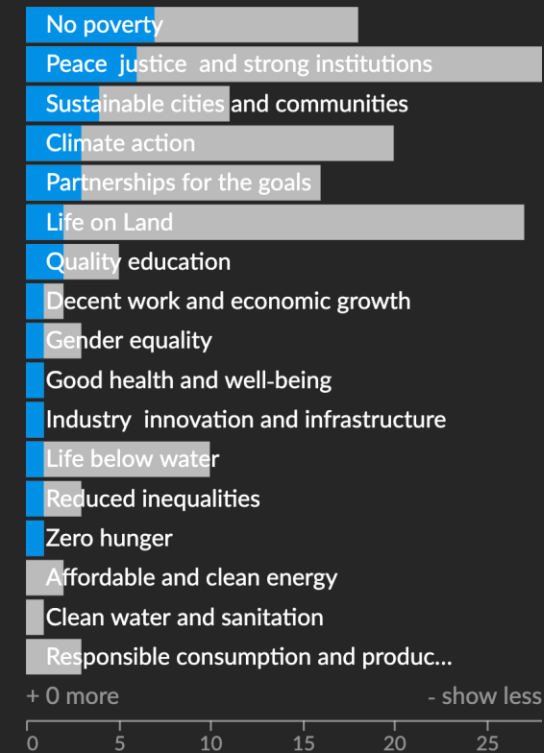 No poverty
Peace  justice  and strong institutions
Sustainable cities and communities
Climate action
Partnerships for the goals
Life on Land
Quality education
Decent work and economic growth
Gender equality
Good health and well-being
Industry  innovation and infrastructure
Life below water
Reduced inequalities
Zero hunger
Affordable and clean energy
Clean water and sanitation
Responsible consumption and produc...
+ 0 more - show less
0 5 10 15 20 25